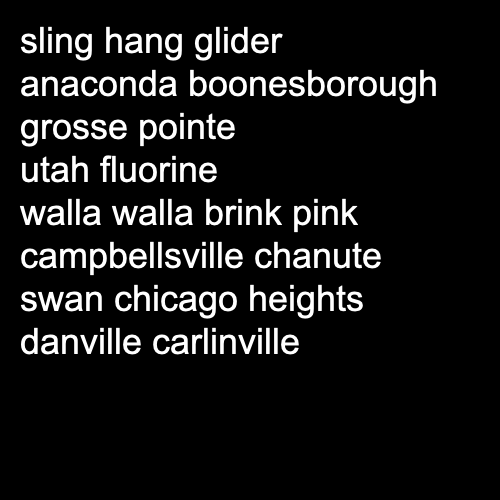 sling hang glider
anaconda boonesborough
grosse pointe
utah fluorine
walla walla brink pink
campbellsville chanute
swan chicago heights
danville carlinville